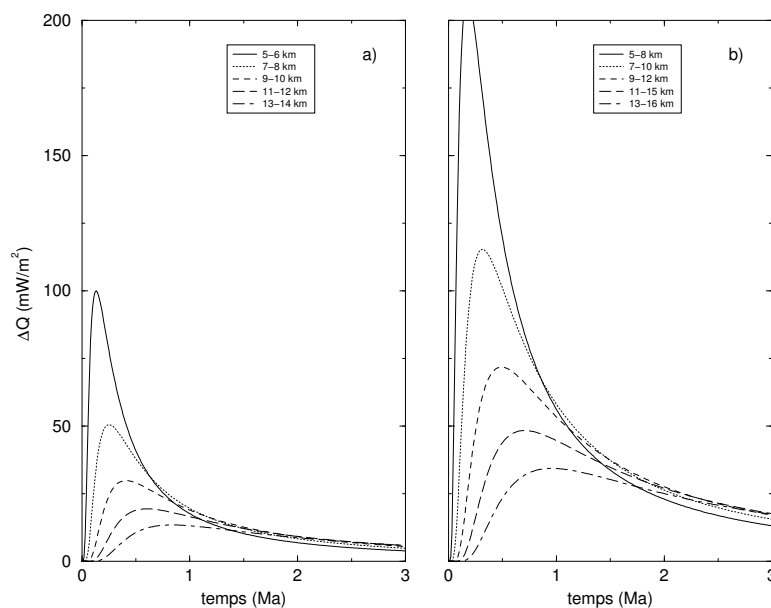 200
150
100
50
0
ΔQ (mW/m²)
a)
5−6 km
7−8 km
9−10 km
11−12 km
13−14 km
0 1 2 3
temps (Ma)
b)
5−8 km
7−10 km
9−12 km
11−15 km
13−16 km
0 1 2 3
temps (Ma)